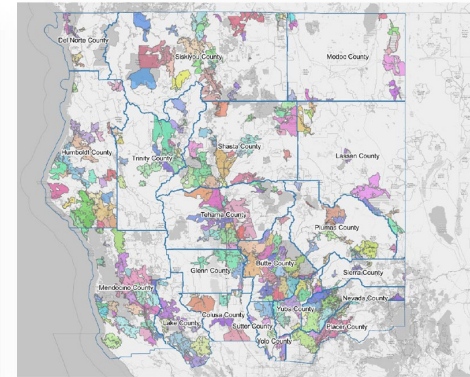 Del Norte County
Siskiyou County
Modoc County
Humboldt County
Trinity County
Shasta County
Lassen County
Tehama County
Plumas County
Glenn County
Butte County
Sierra County
Mendocino County
Nevada County
Colusa County
Yuba County
Lake County
Sutter County
Placer County
Yolo County